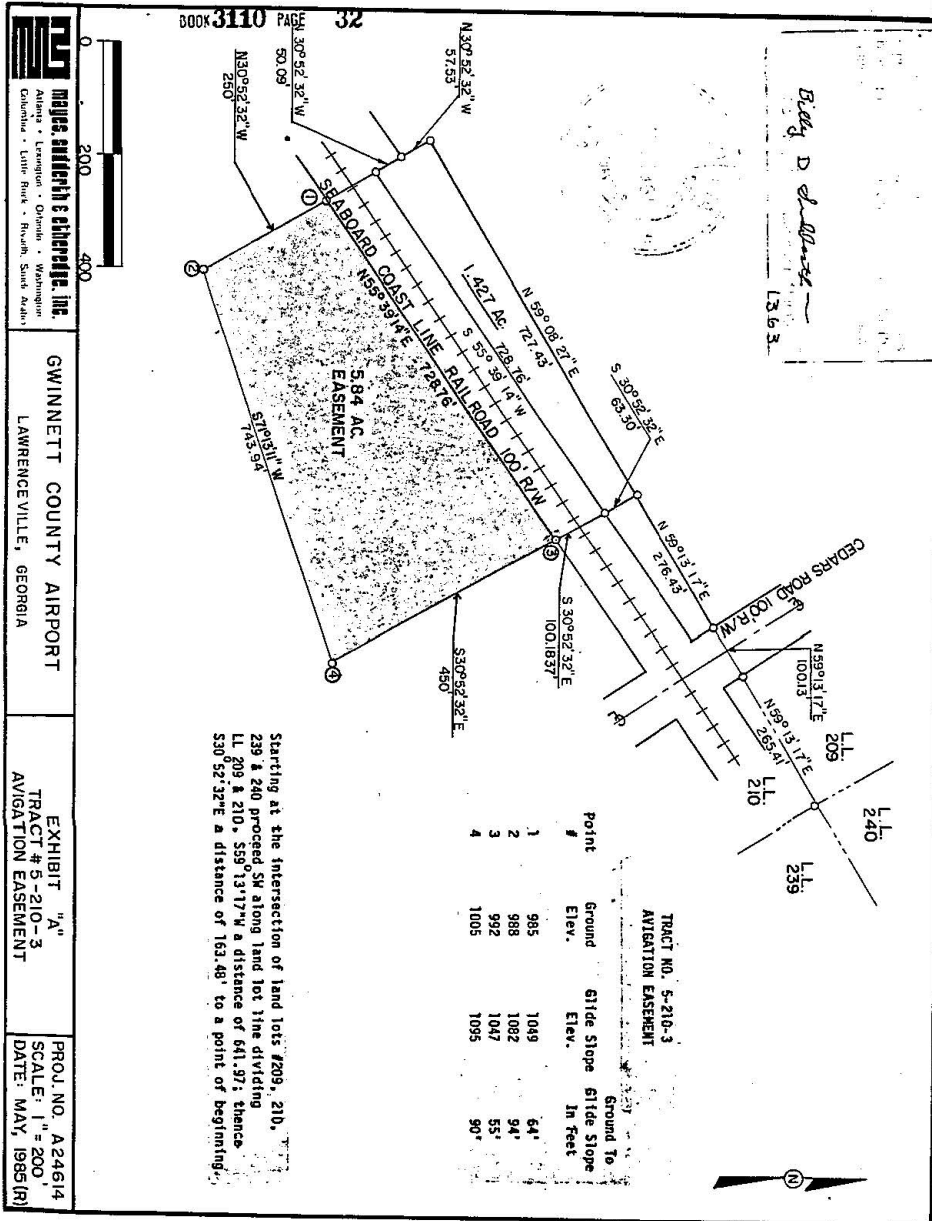 BOOK 3110 PAGE 32
Billy D
1363
N 30° 52' 32" W
57.53'
N 30° 52' 32" W
50.09'
N30°52'32"W
250'
N 59° 08' 27" E
727.43'
1.427 AC.
728.76'
S 55° 39' 14" W
SEABOARD COAST LINE RAILROAD 100' R/W
N55°39'14"E 728.76'
5.84 AC.
EASEMENT
S71°13'11"W
743.94'
S 30° 52' 32"E
63.30'
N 59°13' 17"E
276.43'
CEDARS ROAD 100' R/W
N 59°13' 17"E
100.13'
N 59°13' 17"E
265.41'
S 30°52'32"E
100.1837'
S30°52'32"E
450'
L.L.
209
L.L.
210
L.L.
240
L.L.
239
1
2
3
4
N
TRACT NO. 5-210-3
AVIGATION EASEMENT
Point # Ground Elev. Glide Slope Elev. Ground To Glide Slope In Feet
1 985 1049 64'
2 988 1082 94'
3 992 1047 55'
4 1005 1095 90'
Starting at the intersection of land lots #209, 210,
239 & 240 proceed SW along land lot line dividing
LL 209 & 210, S59°13'17"W a distance of 641.97; thence
S30°52'32"E a distance of 163.48' to a point of beginning.
0 200 400
mayes, sudderth & etheredge, inc.
Atlanta • Lexington • Orlando • Washington
Columbia • Little Rock • Riyadh, Saudi Arabia
GWINNETT COUNTY AIRPORT
LAWRENCEVILLE, GEORGIA
EXHIBIT "A"
TRACT # 5-210-3
AVIGATION EASEMENT
PROJ. NO. A24614
SCALE: 1" = 200'
DATE: MAY, 1985 (R)